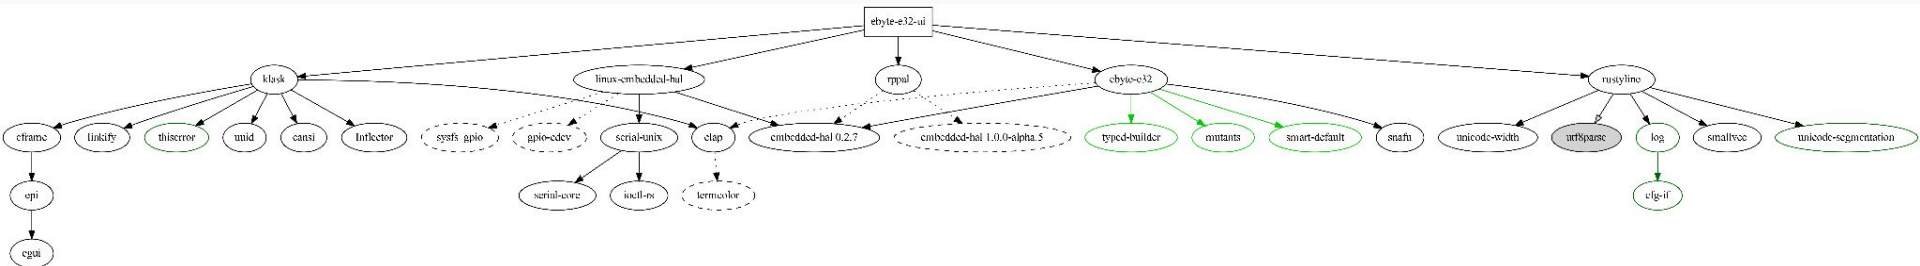 ebyte-e32-ui
klask
linux-embedded-hal
rppal
ebyte-e32
rustyline
eframe
linkify
thiserror
uuid
cansi
Inflector
sysfs_gpio
gpio-cdev
serial-unix
clap
embedded-hal 0.2.7
embedded-hal 1.0.0-alpha.5
typed-builder
mutants
smart-default
snafu
unicode-width
utf8parse
log
smallvec
unicode-segmentation
epi
serial-core
ioctl-rs
termcolor
cfg-if
egui